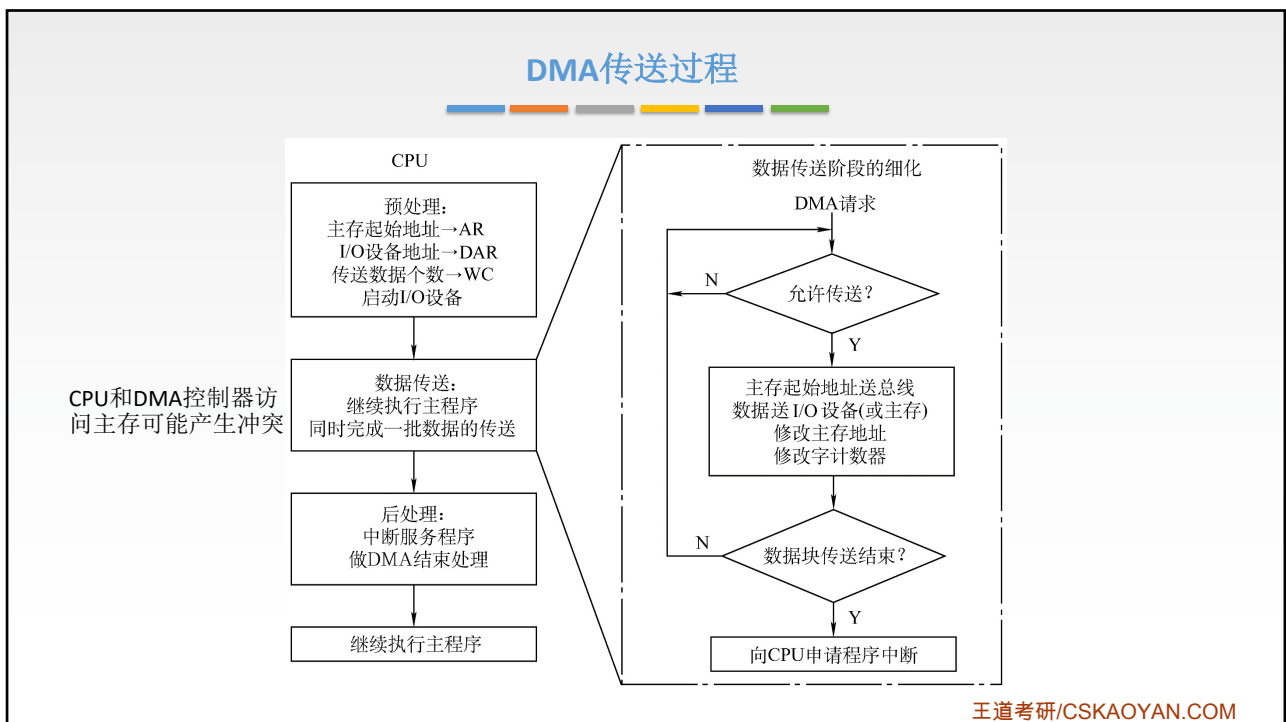 DMA传送过程
CPU
预处理：
主存起始地址→AR
I/O设备地址→DAR
传送数据个数→WC
启动I/O设备
CPU和DMA控制器访
问主存可能产生冲突
数据传送：
继续执行主程序
同时完成一批数据的传送
后处理：
中断服务程序
做DMA结束处理
继续执行主程序
数据传送阶段的细化
DMA请求
N
允许传送？
Y
主存起始地址送总线
数据送I/O设备(或主存)
修改主存地址
修改字计数器
N
数据块传送结束？
Y
向CPU申请程序中断
王道考研/CSKAOYAN.COM